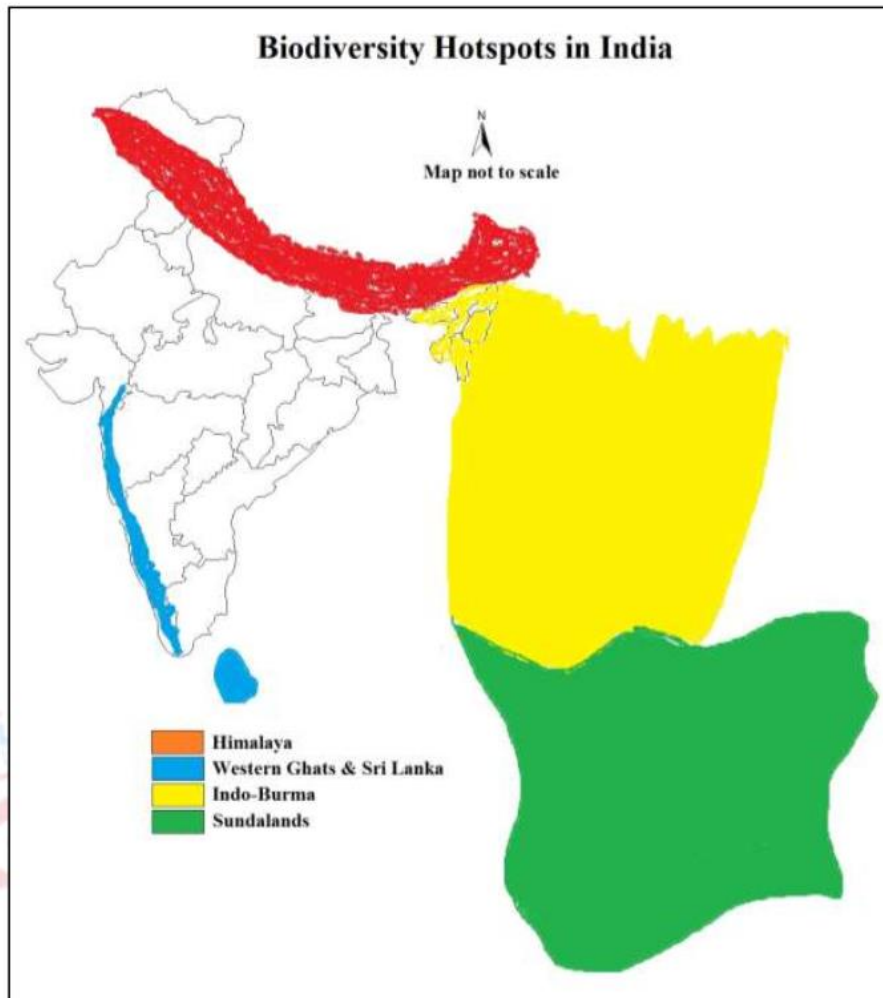 Biodiversity Hotspots in India
N
Map not to scale
Himalaya
Western Ghats & Sri Lanka
Indo-Burma
Sundalands